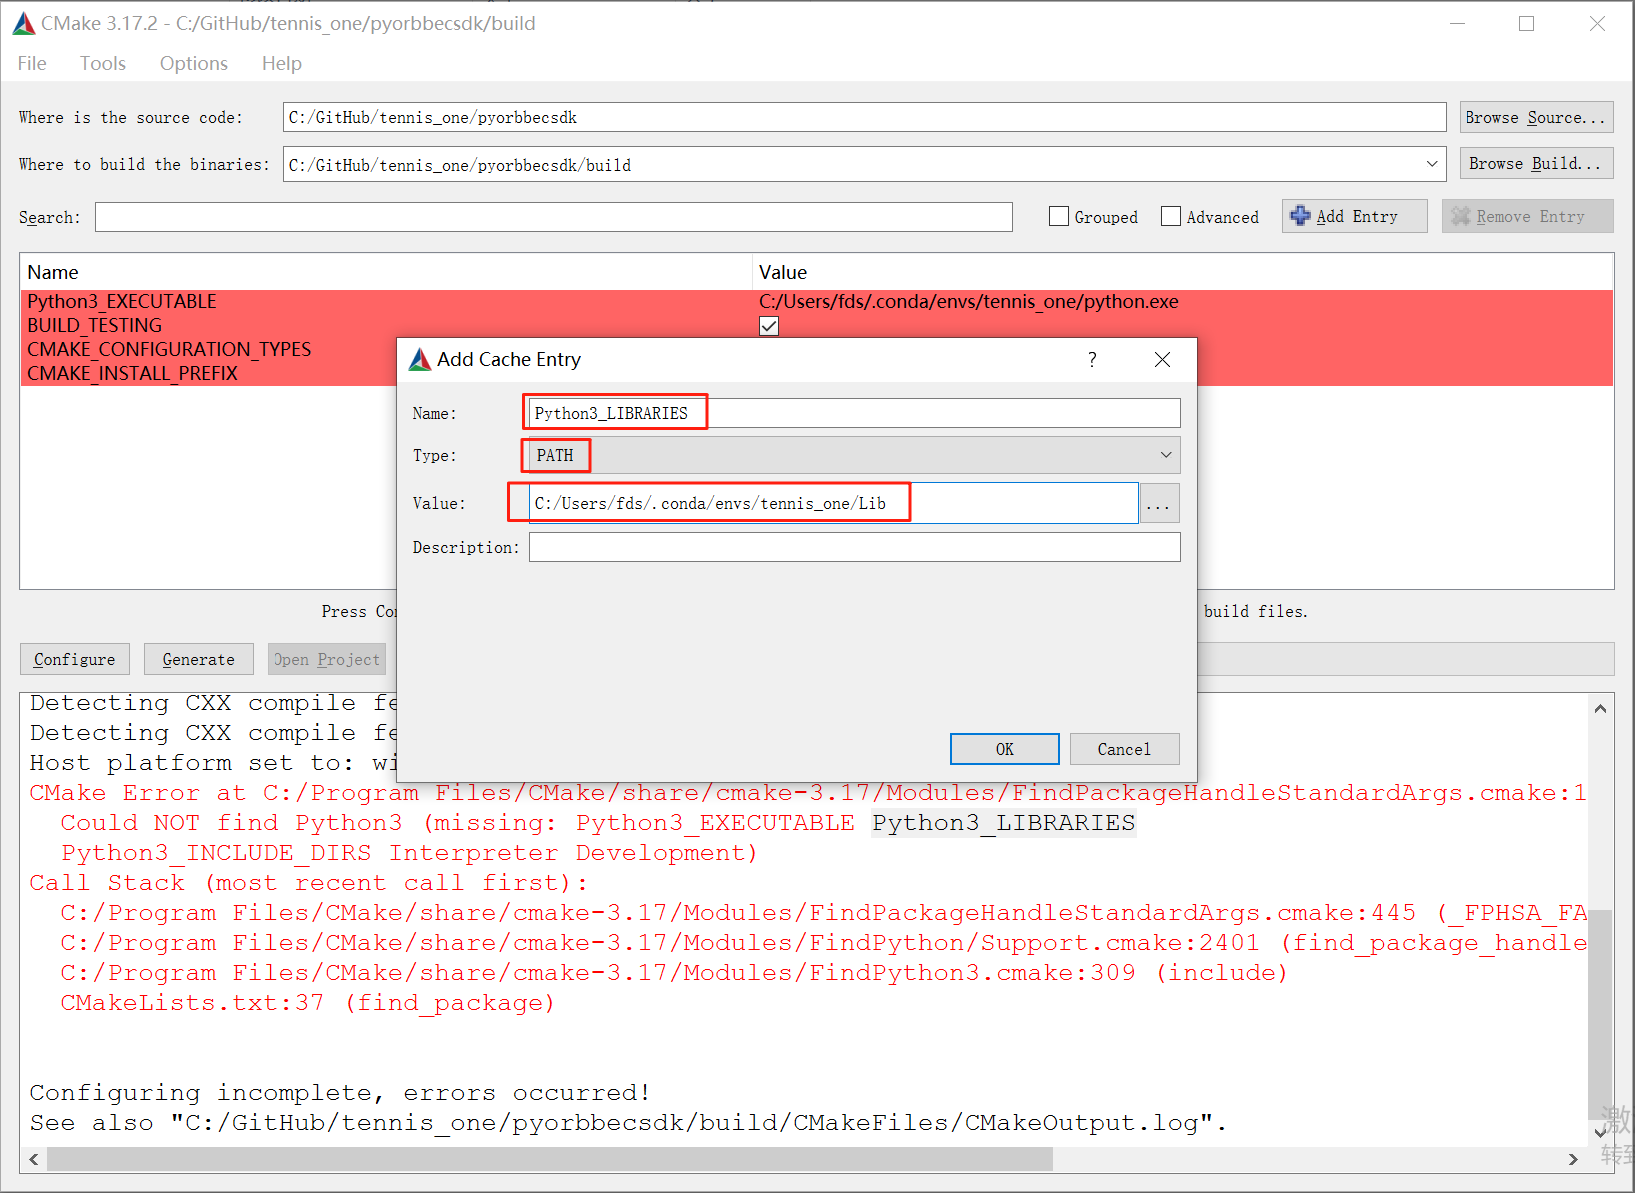 CMake 3.17.2 - C:/GitHub/tennis_one/pyorbbecsdk/build
File Tools Options Help
Where is the source code: C:/GitHub/tennis_one/pyorbbecsdk Browse Source...
Where to build the binaries: C:/GitHub/tennis_one/pyorbbecsdk/build Browse Build...
Search: Grouped Advanced Add Entry Remove Entry
Name Value
Python3_EXECUTABLE C:/Users/fds/.conda/envs/tennis_one/python.exe
BUILD_TESTING
CMAKE_CONFIGURATION_TYPES
CMAKE_INSTALL_PREFIX
Add Cache Entry ?
Name: Python3_LIBRARIES
Type: PATH
Value: C:/Users/fds/.conda/envs/tennis_one/Lib ...
Description:
OK Cancel
Press build files.
Configure Generate Open Project
Detecting CXX compile
Detecting CXX compile
Host platform set to:
CMake Error at C:/Program Files/CMake/share/cmake-3.17/Modules/FindPackageHandleStandardArgs.cmake:1
Could NOT find Python3 (missing: Python3_EXECUTABLE Python3_LIBRARIES
Python3_INCLUDE_DIRS Interpreter Development)
Call Stack (most recent call first):
C:/Program Files/CMake/share/cmake-3.17/Modules/FindPackageHandleStandardArgs.cmake:445 (_FPHSA_FA
C:/Program Files/CMake/share/cmake-3.17/Modules/FindPython/Support.cmake:2401 (find_package_handle
C:/Program Files/CMake/share/cmake-3.17/Modules/FindPython3.cmake:309 (include)
CMakeLists.txt:37 (find_package)
Configuring incomplete, errors occurred!
See also "C:/GitHub/tennis_one/pyorbbecsdk/build/CMakeFiles/CMakeOutput.log".
激
转到